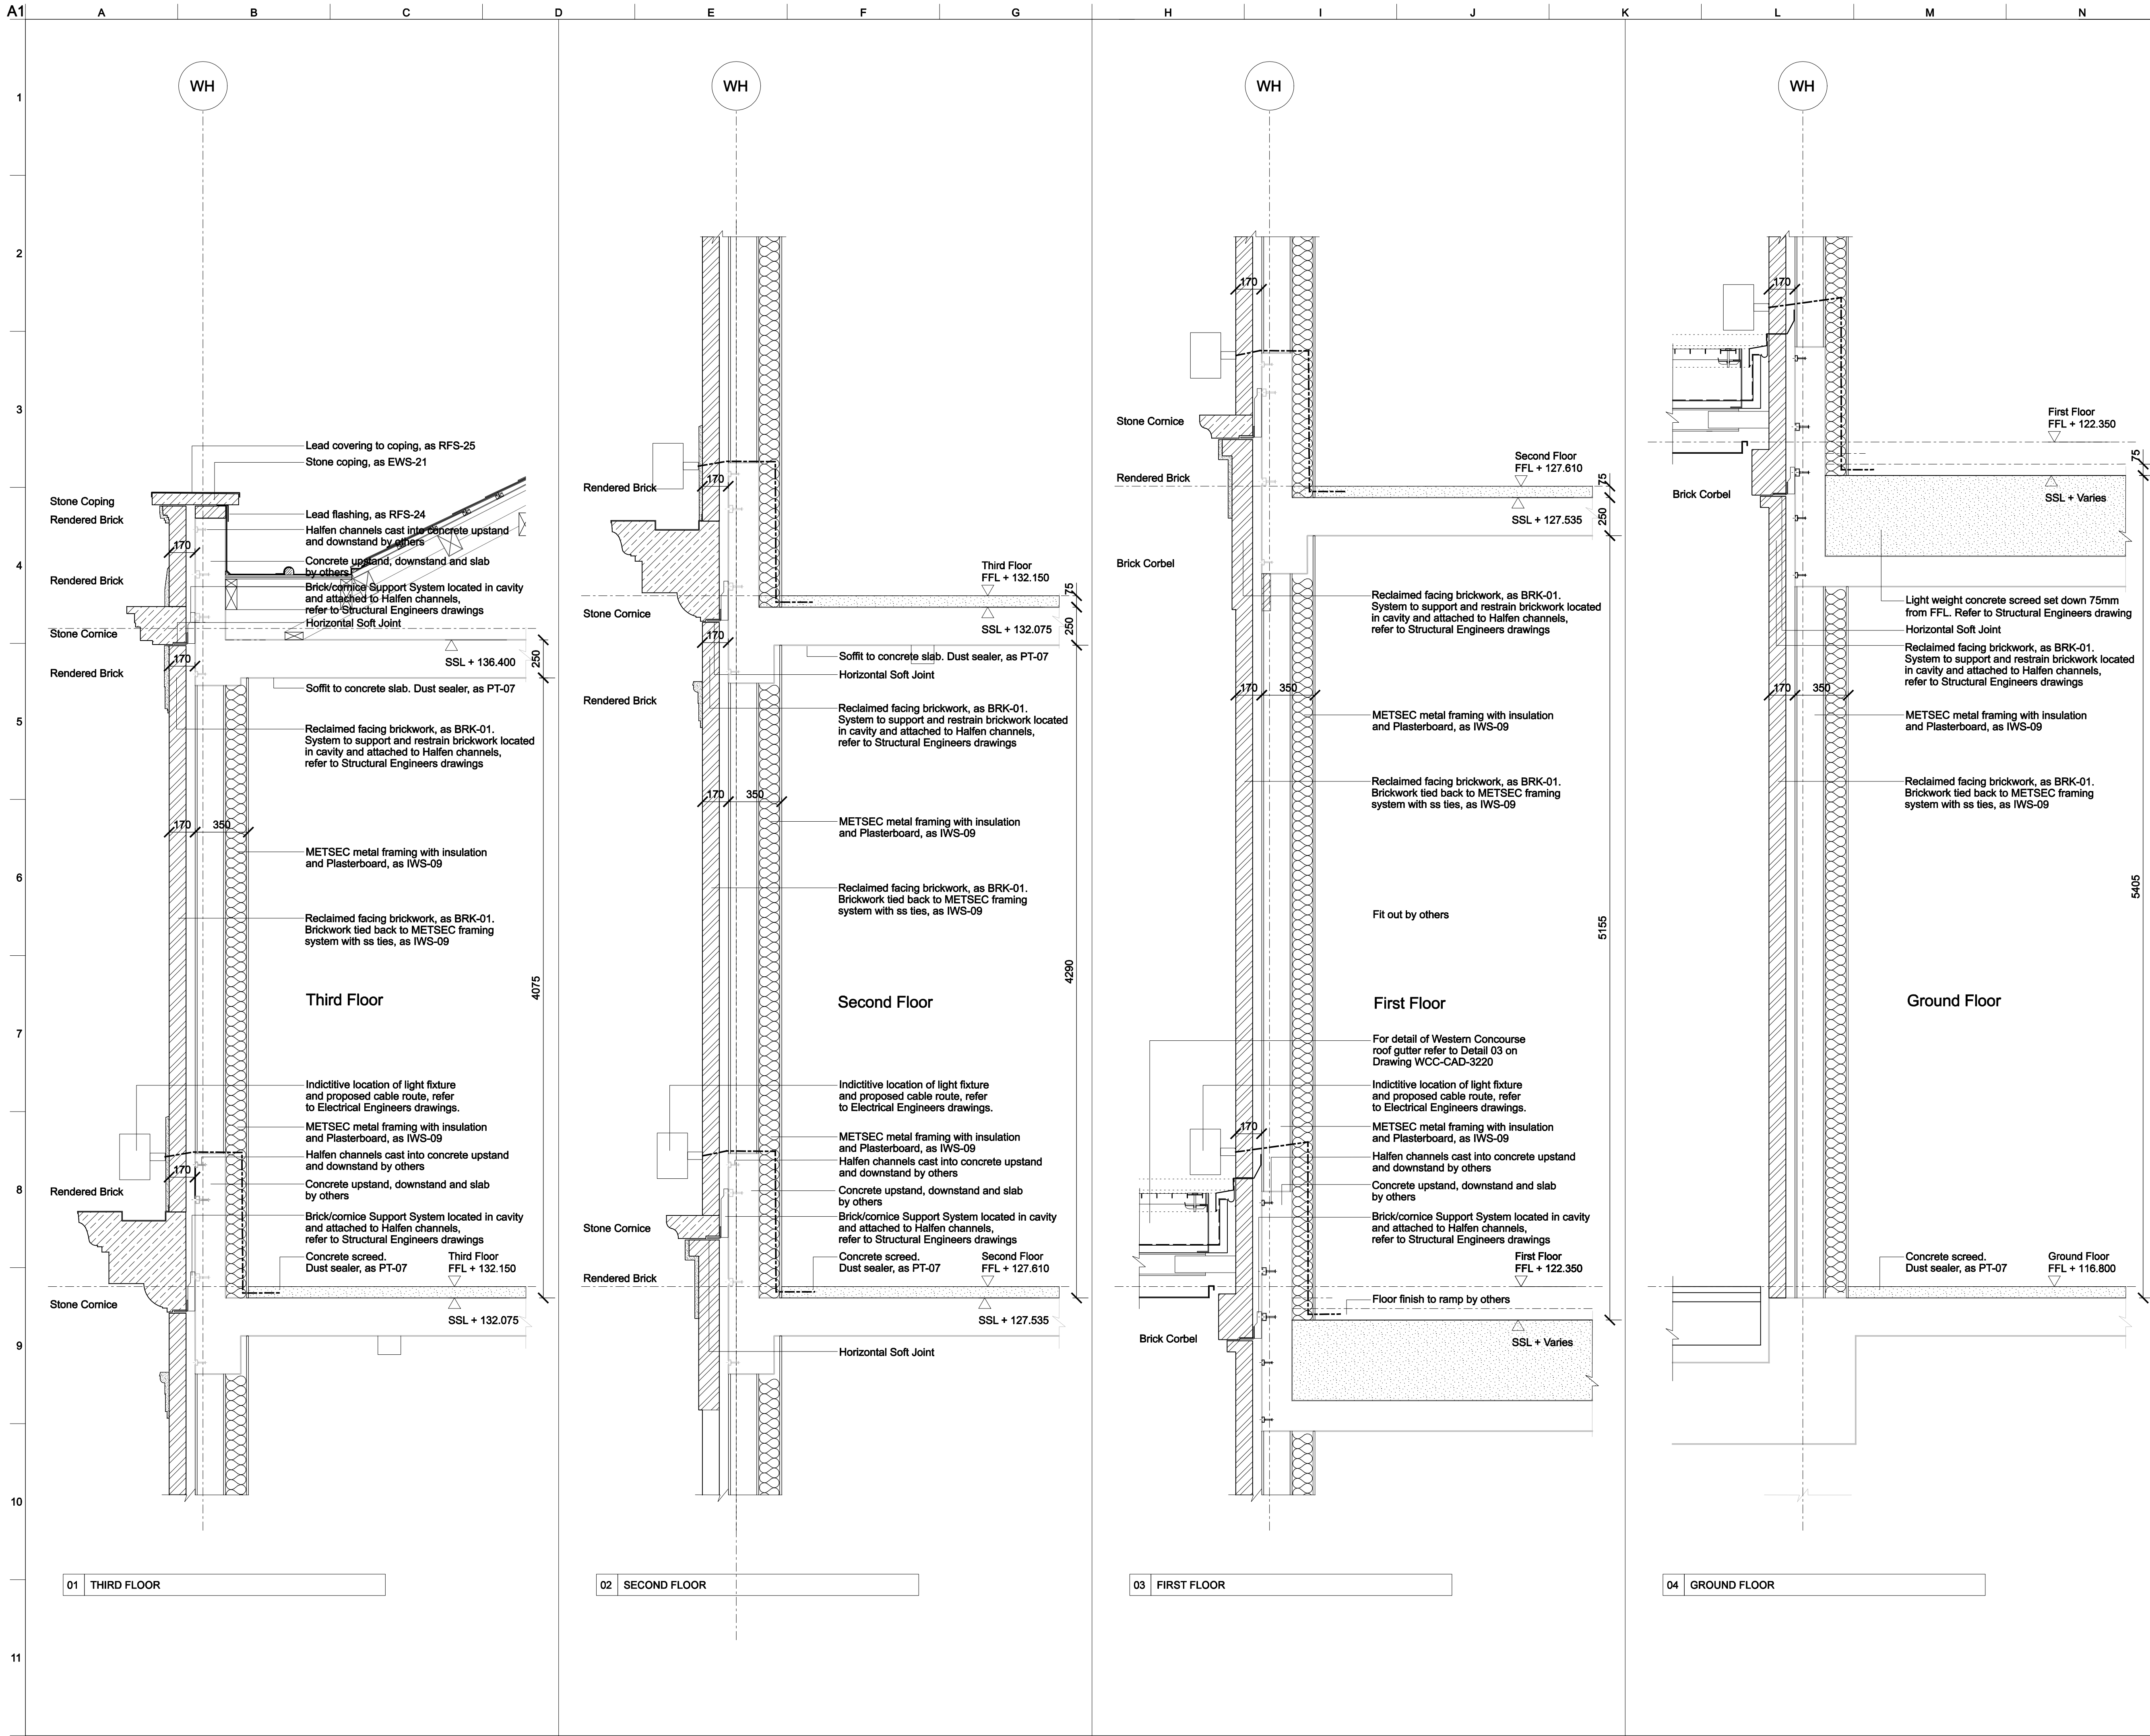 A1
A B C D E F G H I J K L M N
1
2
3
4
5
6
7
8
9
10
11
WH
Lead covering to coping, as RFS-25
Stone coping, as EWS-21
Stone Coping
Rendered Brick
Lead flashing, as RFS-24
Halfen channels cast into concrete upstand
and downstand by others
170
Concrete upstand, downstand and slab
by others
Rendered Brick
Brick/cornice Support System located in cavity
and attached to Halfen channels,
refer to Structural Engineers drawings
Horizontal Soft Joint
Stone Cornice
170
SSL + 136.400
250
Rendered Brick
Soffit to concrete slab. Dust sealer, as PT-07
Reclaimed facing brickwork, as BRK-01.
System to support and restrain brickwork located
in cavity and attached to Halfen channels,
refer to Structural Engineers drawings
170 350
METSEC metal framing with insulation
and Plasterboard, as IWS-09
Reclaimed facing brickwork, as BRK-01.
Brickwork tied back to METSEC framing
system with ss ties, as IWS-09
4075
Third Floor
Indictitive location of light fixture
and proposed cable route, refer
to Electrical Engineers drawings.
METSEC metal framing with insulation
and Plasterboard, as IWS-09
Halfen channels cast into concrete upstand
and downstand by others
170
Concrete upstand, downstand and slab
by others
Rendered Brick
Brick/cornice Support System located in cavity
and attached to Halfen channels,
refer to Structural Engineers drawings
Concrete screed.
Dust sealer, as PT-07
Third Floor
FFL + 132.150
Stone Cornice
SSL + 132.075
01 THIRD FLOOR
WH
Rendered Brick
170
Third Floor
FFL + 132.150
75
Stone Cornice
SSL + 132.075
250
170
Soffit to concrete slab. Dust sealer, as PT-07
Horizontal Soft Joint
Rendered Brick
Reclaimed facing brickwork, as BRK-01.
System to support and restrain brickwork located
in cavity and attached to Halfen channels,
refer to Structural Engineers drawings
170 350
METSEC metal framing with insulation
and Plasterboard, as IWS-09
Reclaimed facing brickwork, as BRK-01.
Brickwork tied back to METSEC framing
system with ss ties, as IWS-09
4290
Second Floor
Indictitive location of light fixture
and proposed cable route, refer
to Electrical Engineers drawings.
METSEC metal framing with insulation
and Plasterboard, as IWS-09
Halfen channels cast into concrete upstand
and downstand by others
Concrete upstand, downstand and slab
by others
Brick/cornice Support System located in cavity
and attached to Halfen channels,
refer to Structural Engineers drawings
Stone Cornice
Concrete screed.
Dust sealer, as PT-07
Second Floor
FFL + 127.610
Rendered Brick
SSL + 127.535
Horizontal Soft Joint
02 SECOND FLOOR
WH
170
Stone Cornice
Second Floor
FFL + 127.610
75
Rendered Brick
SSL + 127.535
250
Brick Corbel
Reclaimed facing brickwork, as BRK-01.
System to support and restrain brickwork located
in cavity and attached to Halfen channels,
refer to Structural Engineers drawings
170 350
METSEC metal framing with insulation
and Plasterboard, as IWS-09
Reclaimed facing brickwork, as BRK-01.
Brickwork tied back to METSEC framing
system with ss ties, as IWS-09
Fit out by others
5155
First Floor
For detail of Western Concourse
roof gutter refer to Detail 03 on
Drawing WCC-CAD-3220
Indictitive location of light fixture
and proposed cable route, refer
to Electrical Engineers drawings.
170
METSEC metal framing with insulation
and Plasterboard, as IWS-09
Halfen channels cast into concrete upstand
and downstand by others
Concrete upstand, downstand and slab
by others
Brick/cornice Support System located in cavity
and attached to Halfen channels,
refer to Structural Engineers drawings
First Floor
FFL + 122.350
Floor finish to ramp by others
Brick Corbel
SSL + Varies
03 FIRST FLOOR
WH
170
First Floor
FFL + 122.350
75
Brick Corbel
SSL + Varies
Light weight concrete screed set down 75mm
from FFL. Refer to Structural Engineers drawing
Horizontal Soft Joint
Reclaimed facing brickwork, as BRK-01.
System to support and restrain brickwork located
in cavity and attached to Halfen channels,
refer to Structural Engineers drawings
170 350
METSEC metal framing with insulation
and Plasterboard, as IWS-09
Reclaimed facing brickwork, as BRK-01.
Brickwork tied back to METSEC framing
system with ss ties, as IWS-09
5405
Ground Floor
Concrete screed.
Dust sealer, as PT-07
Ground Floor
FFL + 116.800
04 GROUND FLOOR